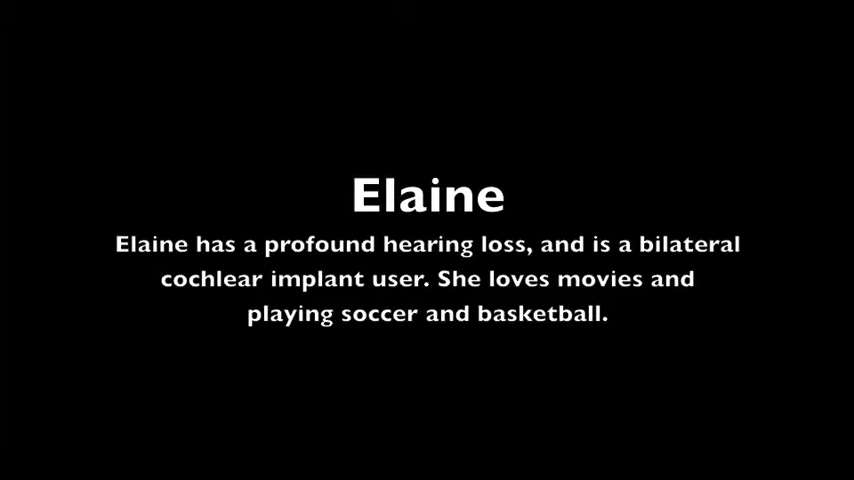 Elaine
Elaine has a profound hearing loss, and is a bilateral
cochlear implant user. She loves movies and
playing soccer and basketball.